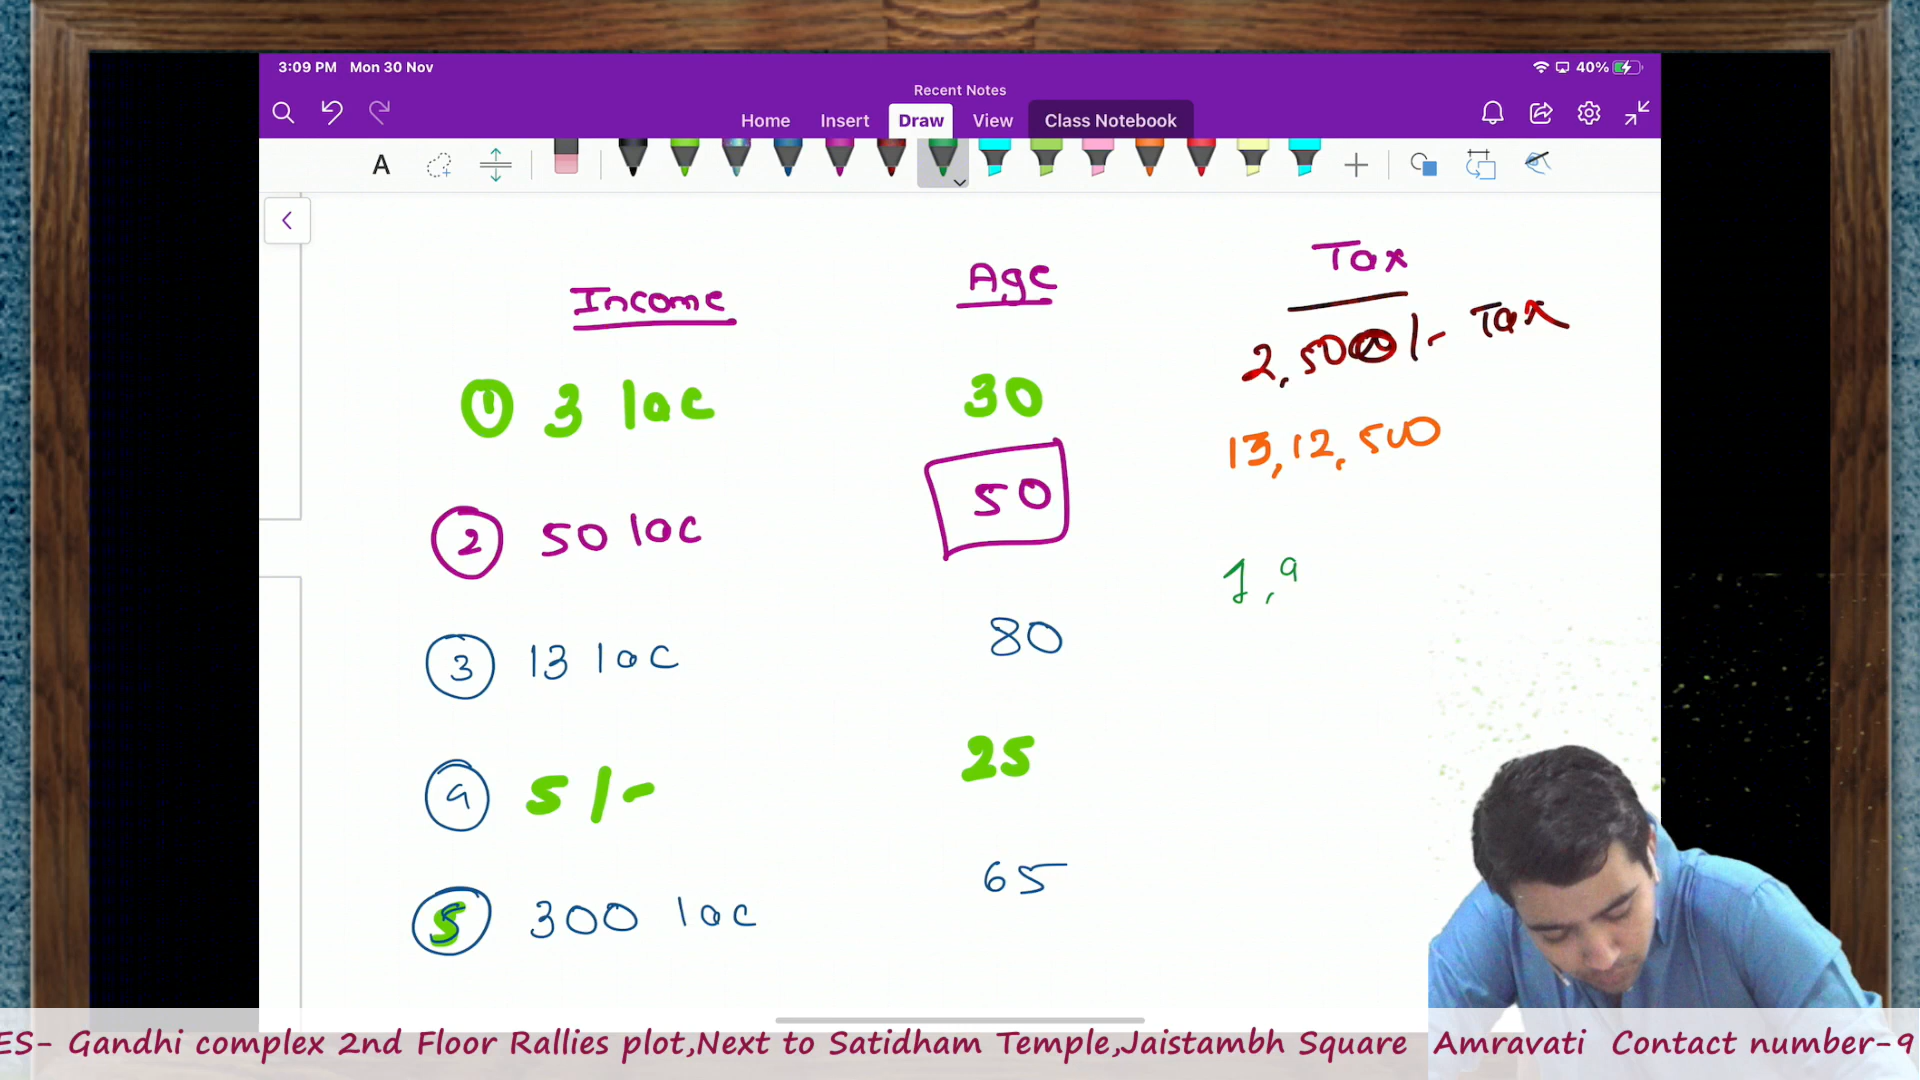 3:09 PM Mon 30 Nov
40%
Recent Notes
Home Insert Draw View Class Notebook
A
Income Age Tax
2,500/- Tax
① 3 lac 30
13,12,500
② 50 lac 50
1,9
③ 13 lac 80
④ 5/- 25
⑤ 300 lac 65
ES- Gandhi complex 2nd Floor Rallies plot,Next to Satidham Temple,Jaistambh Square Amravati Contact number-9